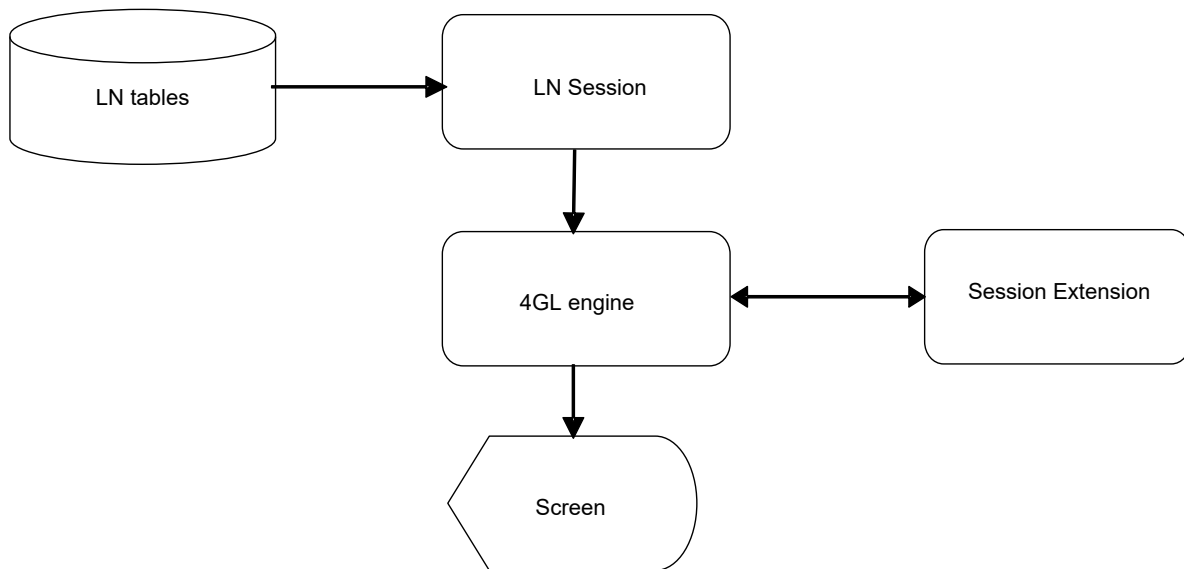 LN tables
LN Session
4GL engine
Session Extension
Screen